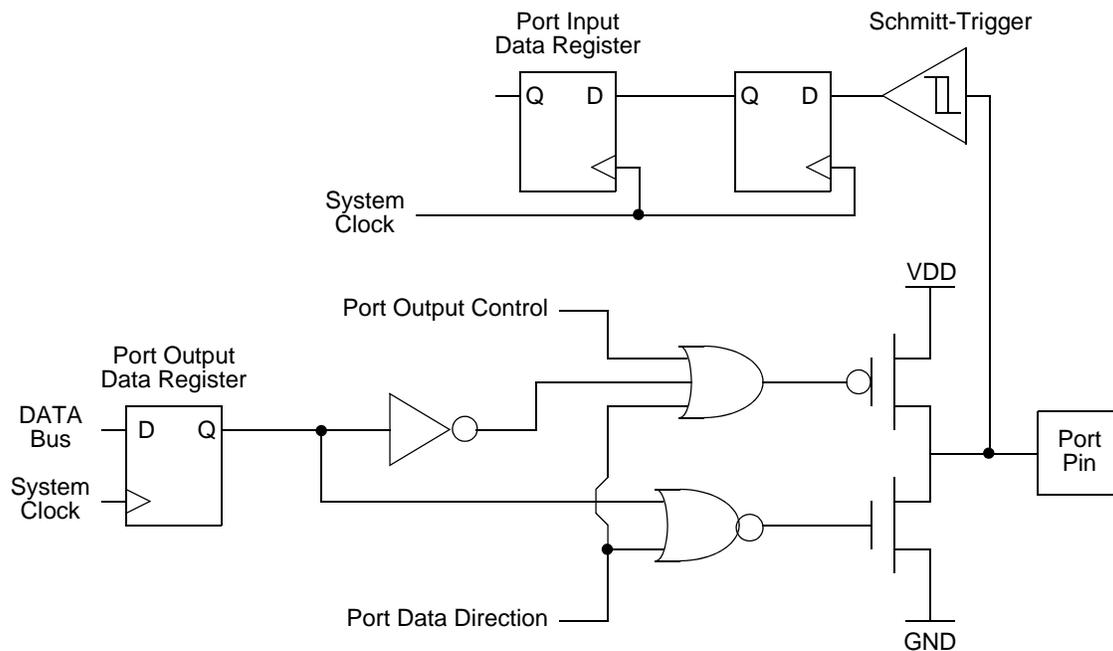 Port Input
Data Register
Schmitt-Trigger
Q D
Q D
System
Clock
VDD
Port Output Control
Port Output
Data Register
DATA
Bus
D Q
System
Clock
Port
Pin
Port Data Direction
GND